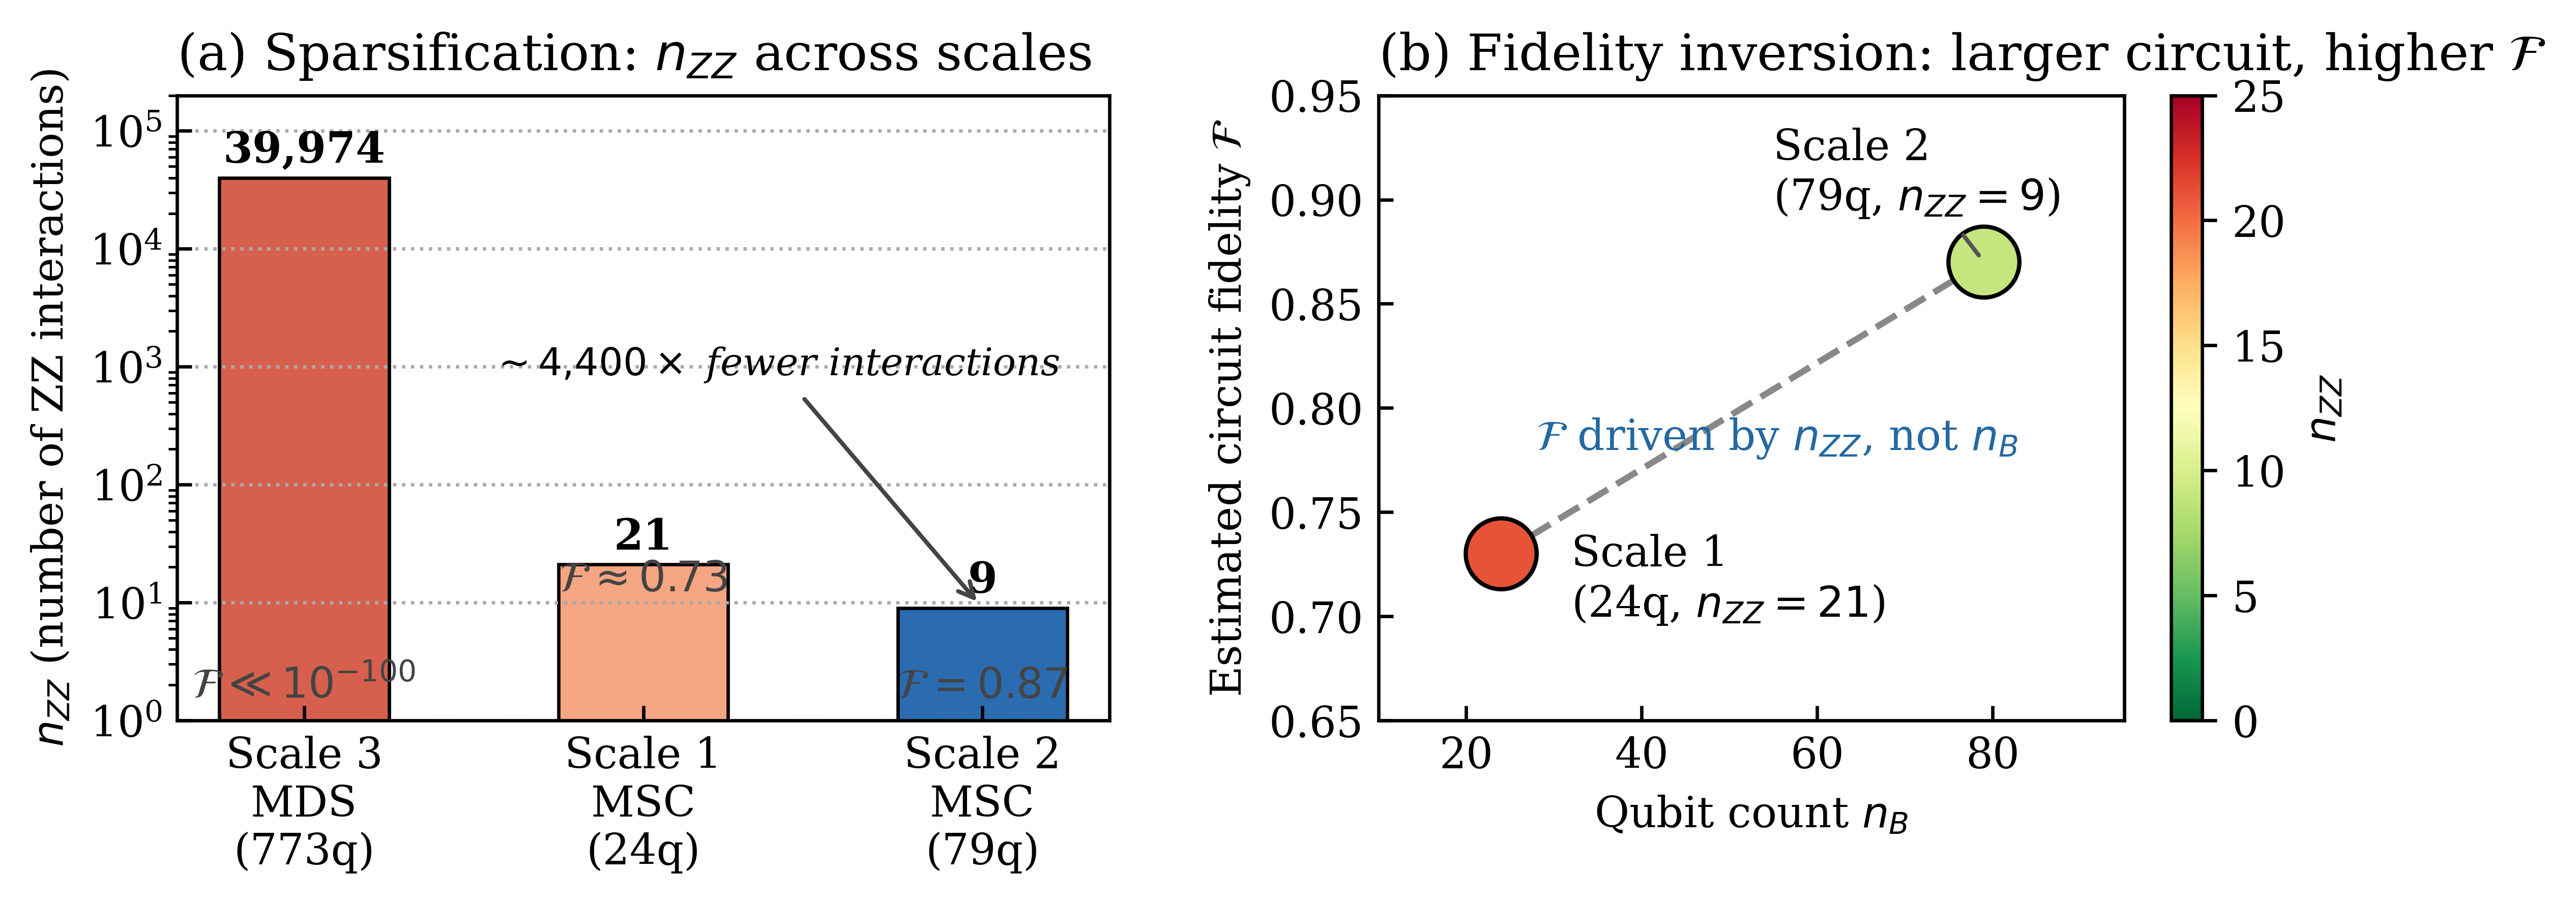 (a) Sparsification: n_ZZ across scales
n_ZZ (number of ZZ interactions)
10^5
10^4
10^3
10^2
10^1
10^0
39,974
~ 4,400 × fewer interactions
21
ℱ ≈ 0.73
9
ℱ ≪ 10^−100
ℱ = 0.87
Scale 3
MDS
(773q)
Scale 1
MSC
(24q)
Scale 2
MSC
(79q)
(b) Fidelity inversion: larger circuit, higher ℱ
Estimated circuit fidelity ℱ
0.95
0.90
0.85
0.80
0.75
0.70
0.65
Scale 2
(79q, n_ZZ = 9)
ℱ driven by n_ZZ, not n_B
Scale 1
(24q, n_ZZ = 21)
20
40
60
80
Qubit count n_B
25
20
15
10
5
0
n_ZZ